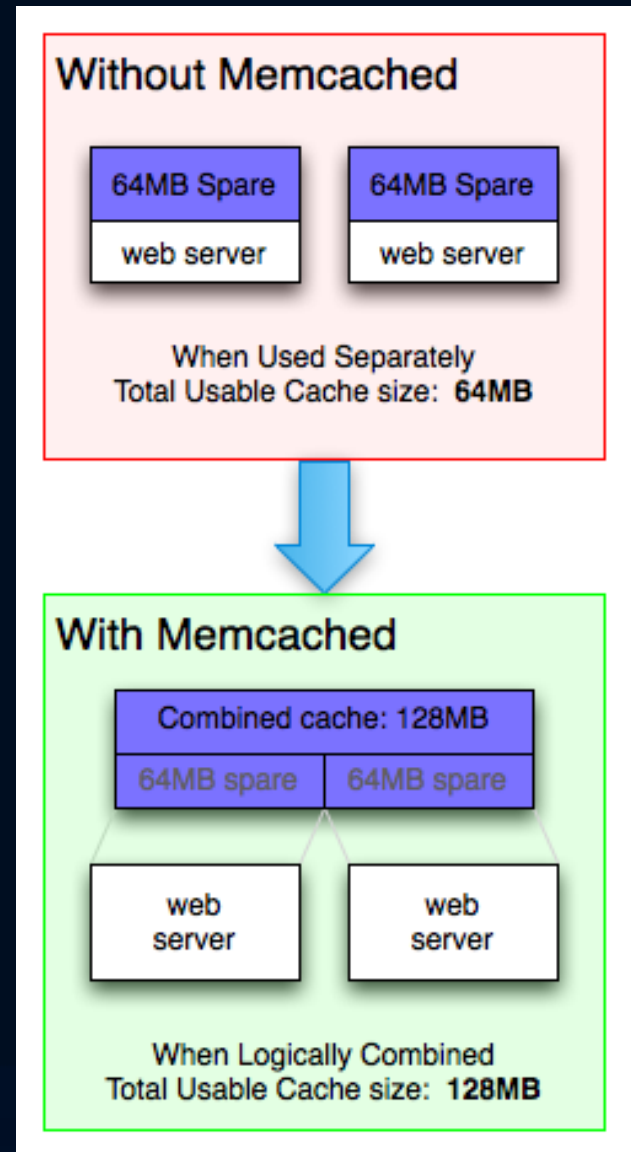 Without Memcached
64MB Spare
web server
64MB Spare
web server
When Used Separately
Total Usable Cache size: 64MB
With Memcached
Combined cache: 128MB
64MB spare
64MB spare
web
server
web
server
When Logically Combined
Total Usable Cache size: 128MB